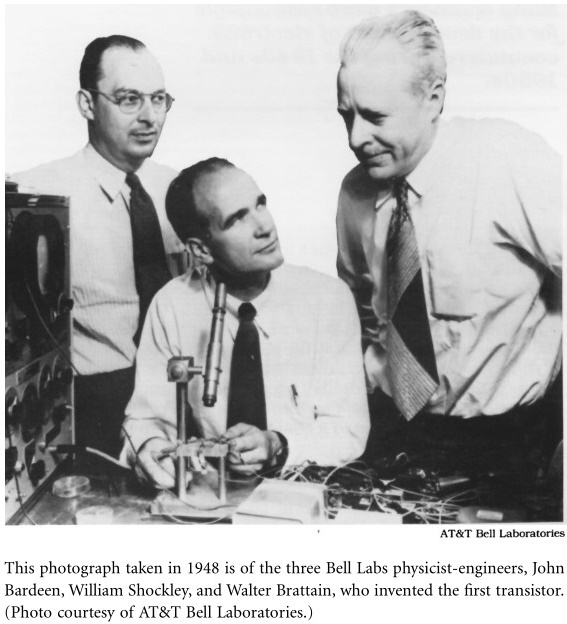 AT&T Bell Laboratories
This photograph taken in 1948 is of the three Bell Labs physicist-engineers, John
Bardeen, William Shockley, and Walter Brattain, who invented the first transistor.
(Photo courtesy of AT&T Bell Laboratories.)